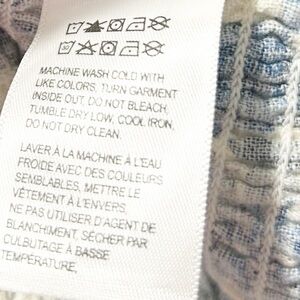 MACHINE WASH COLD WITH
LIKE COLORS, TURN GARMENT
INSIDE OUT, DO NOT BLEACH,
TUMBLE DRY LOW, COOL IRON,
DO NOT DRY CLEAN.
LAVER À LA MACHINE À L'EAU
FROIDE AVEC DES COULEURS
SEMBLABLES, METTRE LE
VÊTEMENT À L'ENVERS,
NE PAS UTILISER D'AGENT DE
BLANCHIMENT, SÉCHER PAR
CULBUTAGE À BASSE
TEMPÉRATURE,